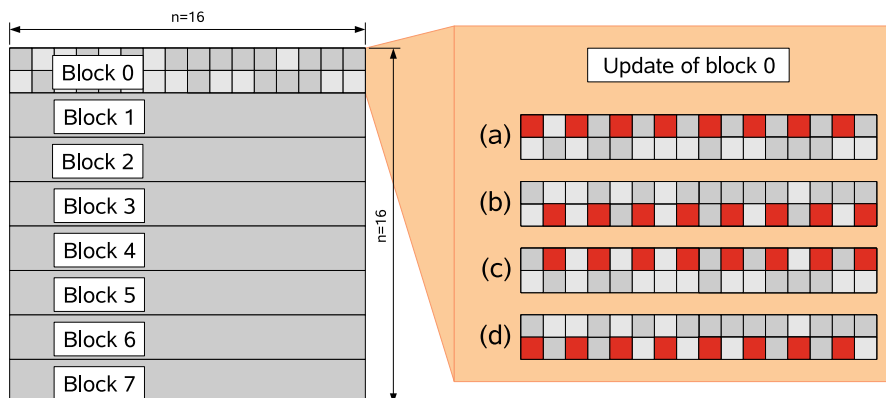 n=16
Block 0
Block 1
Block 2
Block 3
Block 4
Block 5
Block 6
Block 7
n=16
Update of block 0
(a)
(b)
(c)
(d)